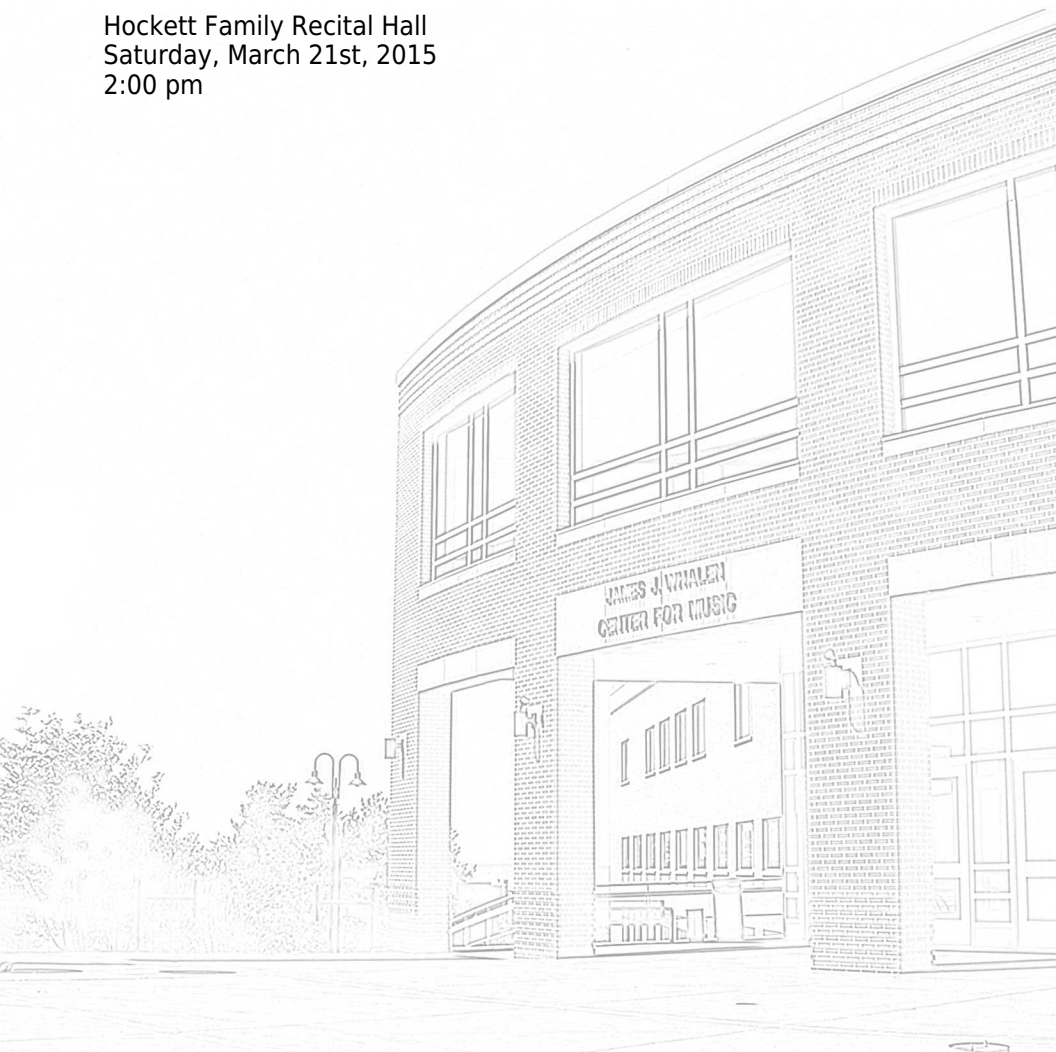 Hockett Family Recital Hall
Saturday, March 21st, 2015
2:00 pm
JAMES J. WHALEN
CENTER FOR MUSIC